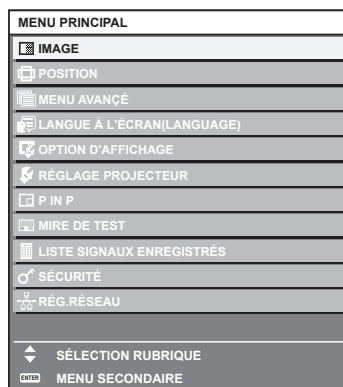 MENU PRINCIPAL
IMAGE
POSITION
MENU AVANÇÉ
LANGUE À L'ÉCRAN(LANGUAGE)
OPTION D'AFFICHAGE
RÉGLAGE PROJECTEUR
P IN P
MIRE DE TEST
LISTE SIGNAUX ENREGISTRÉS
SÉCURITÉ
RÉG.RÉSEAU
SÉLECTION RUBRIQUE
ENTER MENU SECONDAIRE